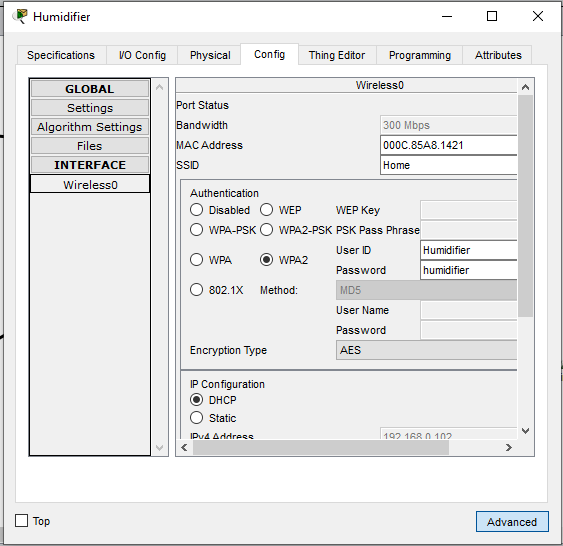 Humidifier
Specifications I/O Config Physical Config Thing Editor Programming Attributes
GLOBAL
Settings
Algorithm Settings
Files
INTERFACE
Wireless0
Wireless0
Port Status
Bandwidth 300 Mbps
MAC Address 000C.85A8.1421
SSID Home
Authentication
Disabled WEP WEP Key
WPA-PSK WPA2-PSK PSK Pass Phrase
User ID Humidifier
WPA WPA2
Password humidifier
802.1X Method: MD5
User Name
Password
Encryption Type AES
IP Configuration
DHCP
Static
IPv4 Address 192.168.0.102
Top Advanced